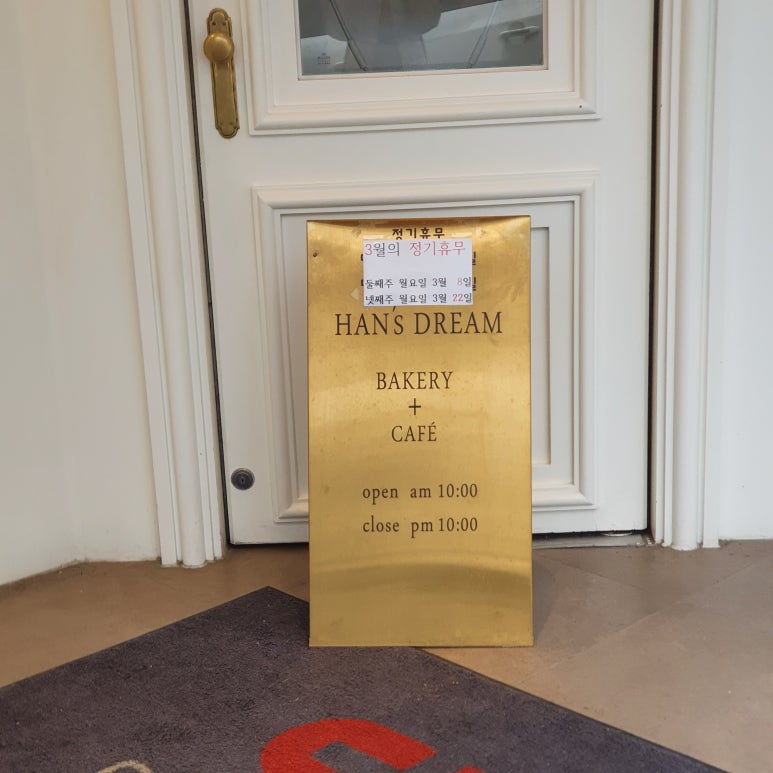 정기휴무
3월의 정기휴무
둘째주 월요일 3월 8일
넷째주 월요일 3월 22일
HAN'S DREAM
BAKERY
+
CAFÉ
open am 10:00
close pm 10:00